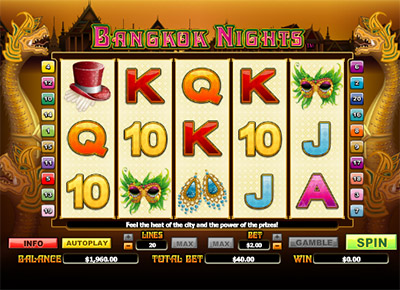 BANGKOK NIGHTS
4 K Q K 6
Q 10 K 10 J
10 J A
Feel the heat of the city and the power of the prizes!
INFO AUTOPLAY LINES 20 MAX MAX BET $2.00 GAMBLE SPIN
BALANCE TOTAL BET WIN
$1,960.00 $40.00 $0.00